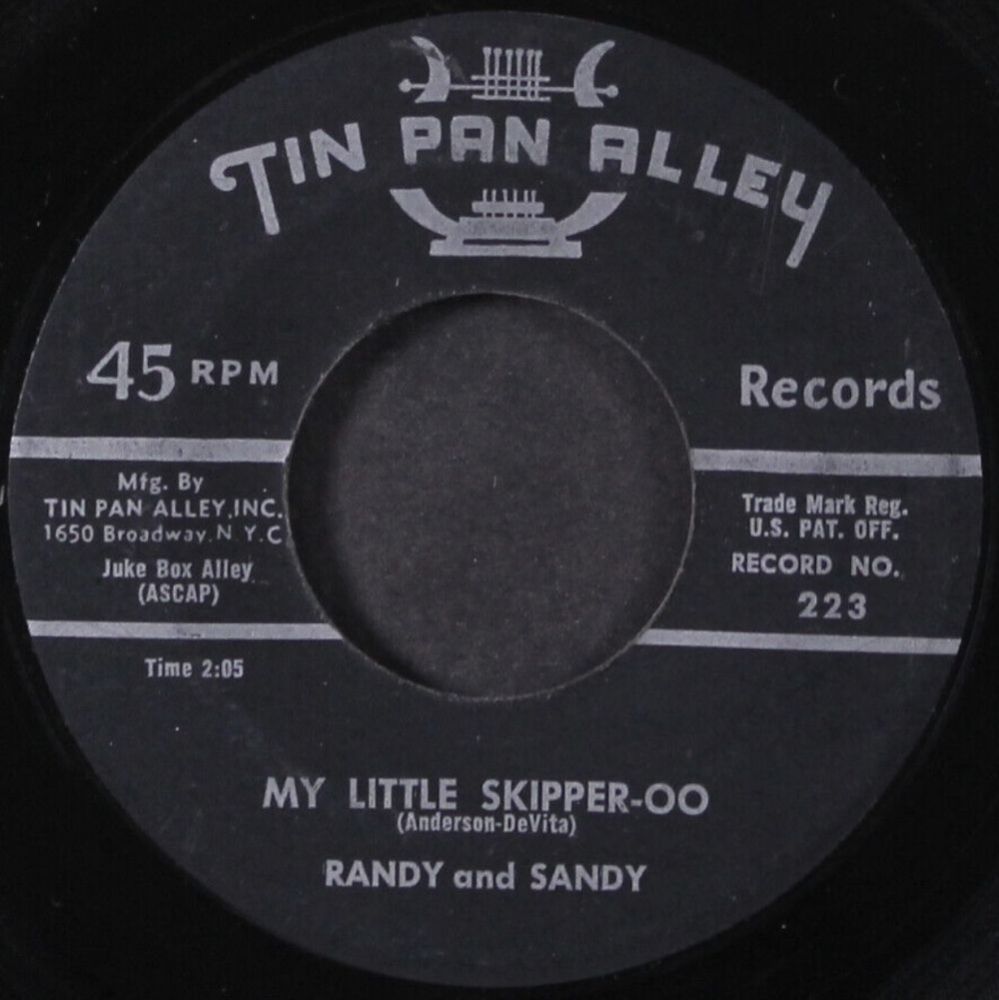 TIN PAN ALLEY
45 RPM
Records
Mfg. By
TIN PAN ALLEY, INC.
1650 Broadway. N. Y. C
Juke Box Alley
(ASCAP)
Time 2:05
Trade Mark Reg.
U.S. PAT. OFF.
RECORD NO.
223
MY LITTLE SKIPPER-OO
(Anderson-DeVita)
RANDY and SANDY